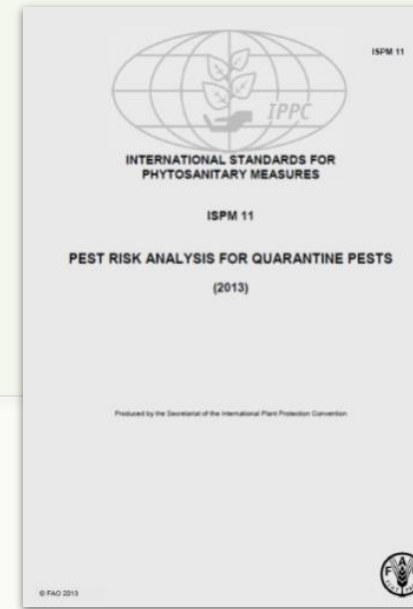 ISPM 11
IPPC
INTERNATIONAL STANDARDS FOR
PHYTOSANITARY MEASURES
ISPM 11
PEST RISK ANALYSIS FOR QUARANTINE PESTS
(2013)
Produced by the Secretariat of the International Plant Protection Convention
© FAO 2013